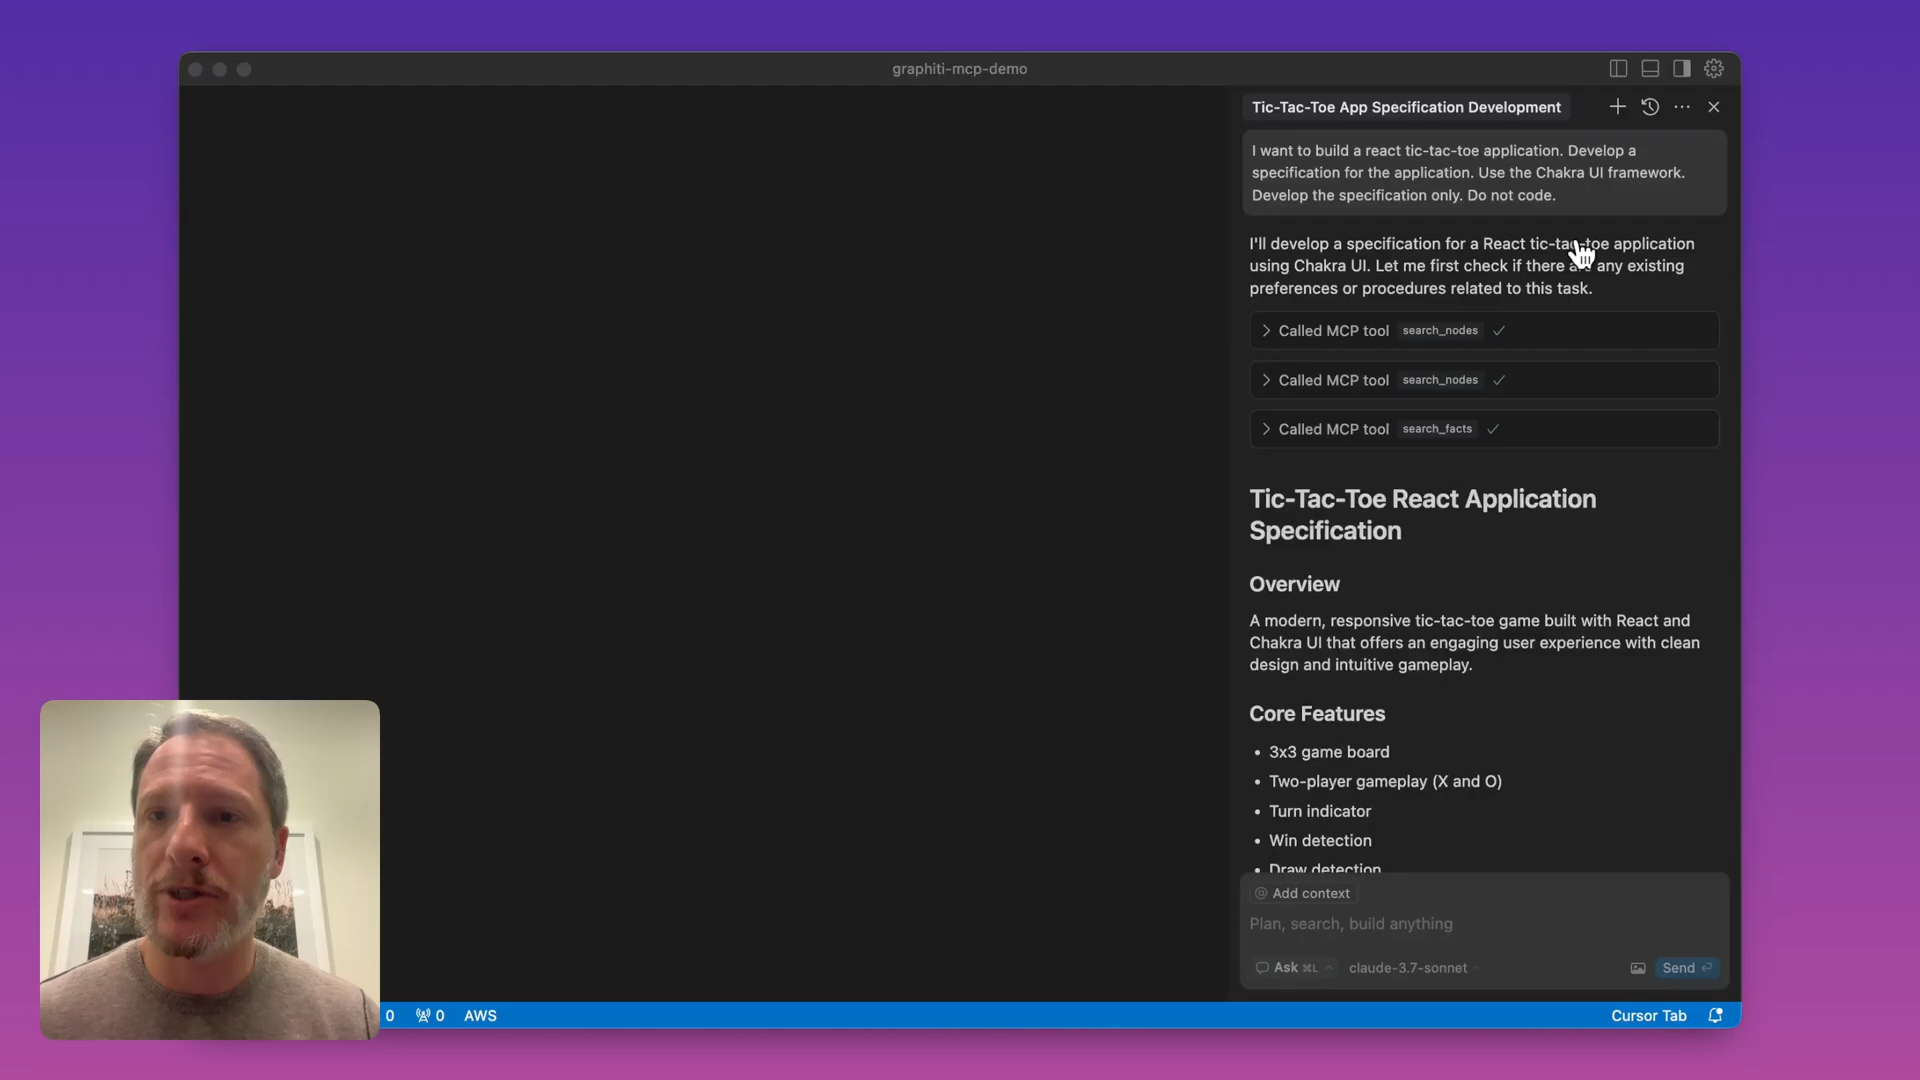 graphiti-mcp-demo
Tic-Tac-Toe App Specification Development
I want to build a react tic-tac-toe application. Develop a
specification for the application. Use the Chakra UI framework.
Develop the specification only. Do not code.
I'll develop a specification for a React tic-tac-toe application
using Chakra UI. Let me first check if there are any existing
preferences or procedures related to this task.
Called MCP tool search_nodes
Called MCP tool search_nodes
Called MCP tool search_facts
Tic-Tac-Toe React Application
Specification
Overview
A modern, responsive tic-tac-toe game built with React and
Chakra UI that offers an engaging user experience with clean
design and intuitive gameplay.
Core Features
• 3x3 game board
• Two-player gameplay (X and O)
• Turn indicator
• Win detection
• Draw detection
@ Add context
Plan, search, build anything
Ask ⌘L claude-3.7-sonnet Send ⏎
0 0 AWS Cursor Tab